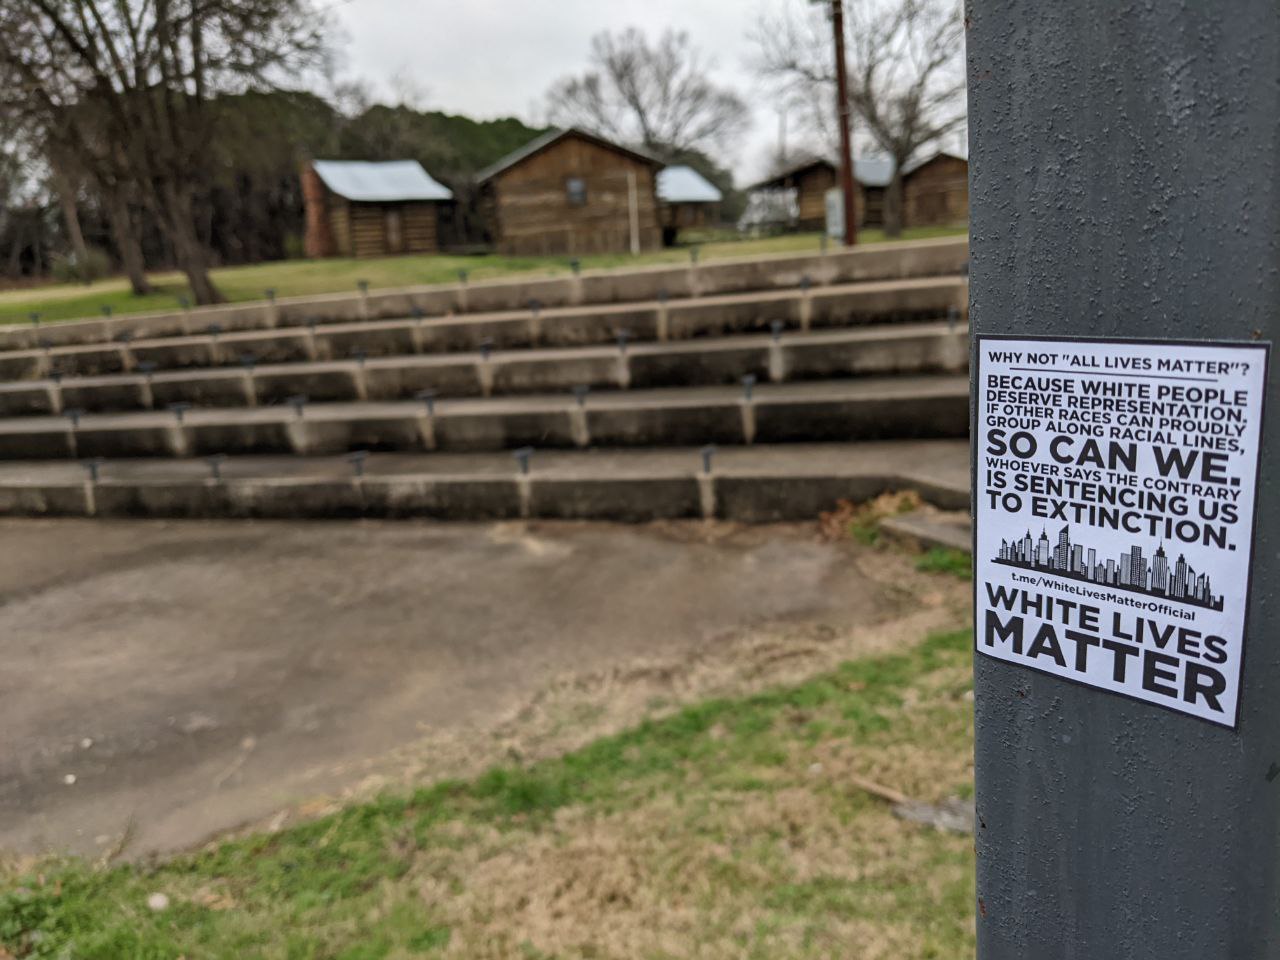 WHY NOT "ALL LIVES MATTER"?
BECAUSE WHITE PEOPLE
DESERVE REPRESENTATION.
IF OTHER RACES CAN PROUDLY
GROUP ALONG RACIAL LINES,
SO CAN WE.
WHOEVER SAYS THE CONTRARY
IS SENTENCING US
TO EXTINCTION.
t.me/WhiteLivesMatterOfficial
WHITE LIVES
MATTER